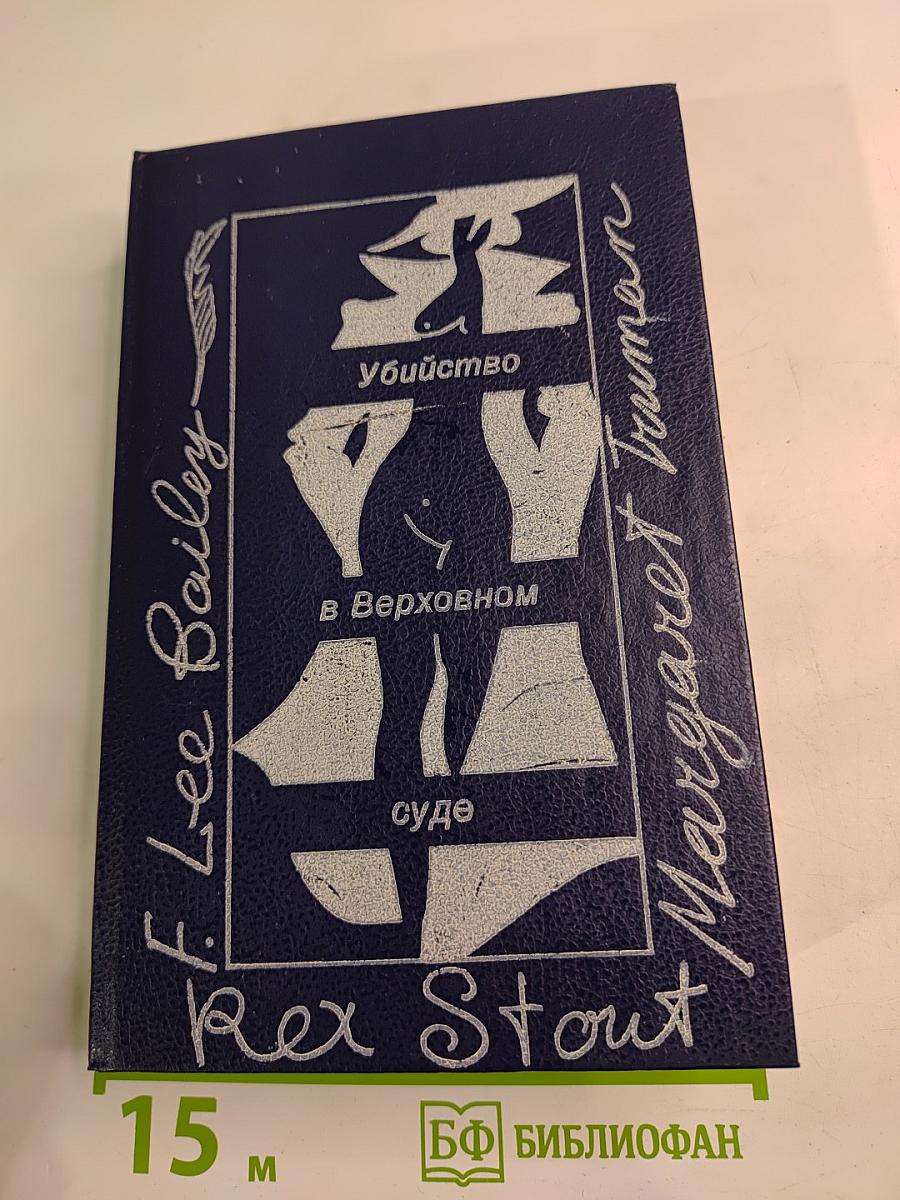 F. Lee Bailey
Margaret Truman
Убийство
в Верховном
суде
Rex Stout
15 м
БФ БИБЛИОФАН